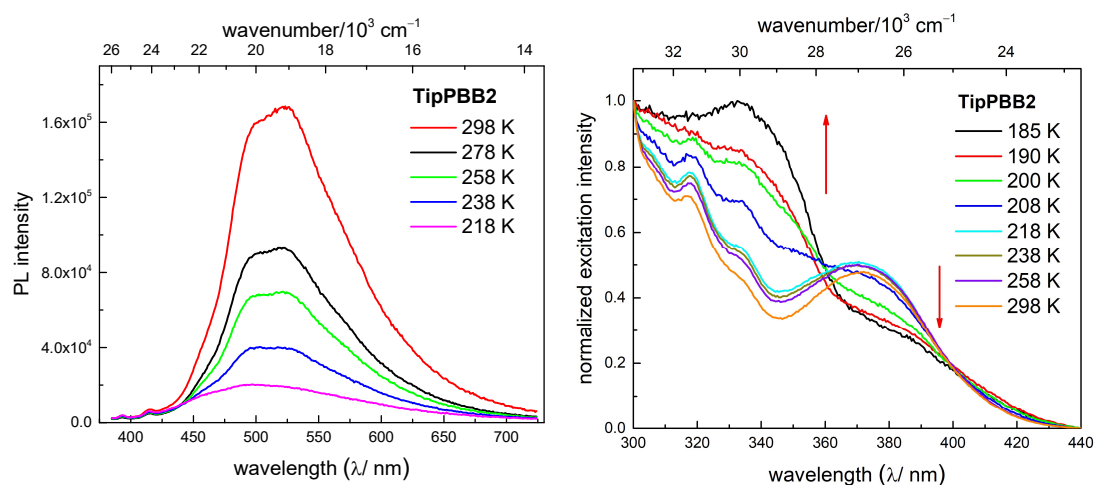 wavenumber/10³ cm⁻¹
26 24 22 20 18 16 14
TipPBB2
298 K
278 K
258 K
238 K
218 K
1.6x10⁵
1.2x10⁵
8.0x10⁴
4.0x10⁴
0.0
PL intensity
400 450 500 550 600 650 700
wavelength (λ/ nm)
wavenumber/10³ cm⁻¹
32 30 28 26 24
TipPBB2
185 K
190 K
200 K
208 K
218 K
238 K
258 K
298 K
1.0
0.8
0.6
0.4
0.2
0.0
normalized excitation intensity
300 320 340 360 380 400 420 440
wavelength (λ/ nm)